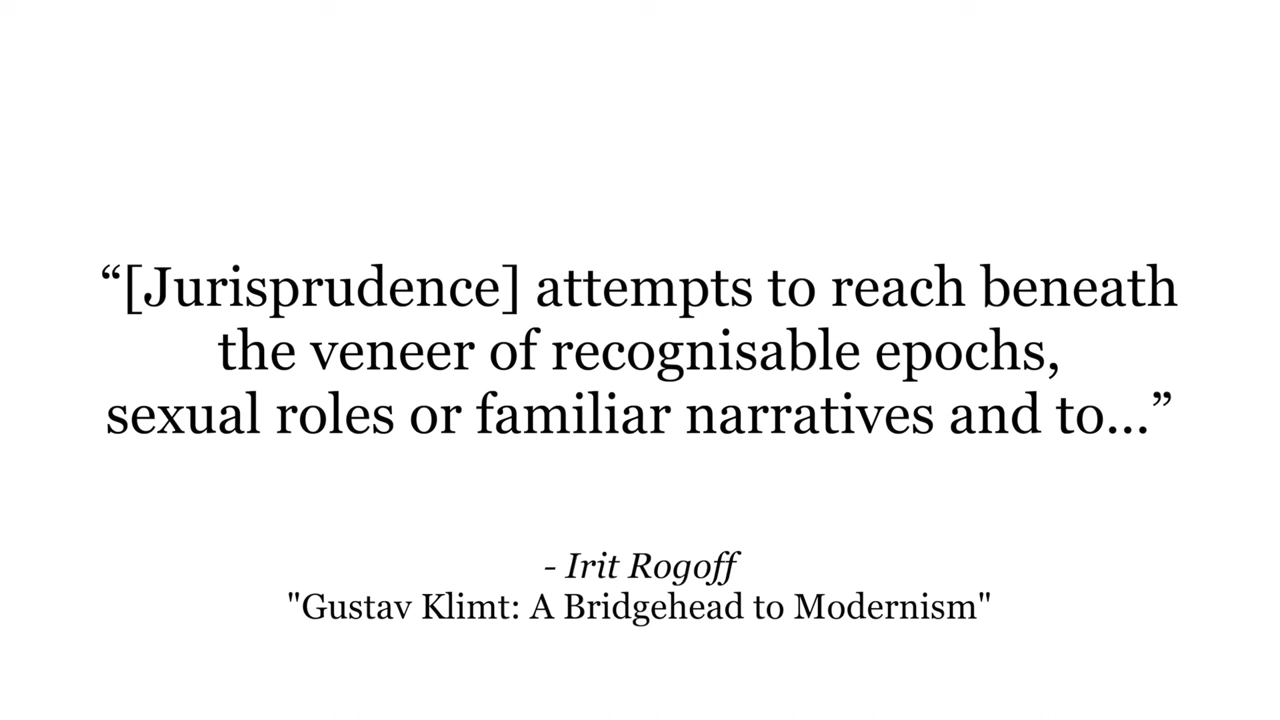 “[Jurisprudence] attempts to reach beneath
the veneer of recognisable epochs,
sexual roles or familiar narratives and to...”
- Irit Rogoff
"Gustav Klimt: A Bridgehead to Modernism"